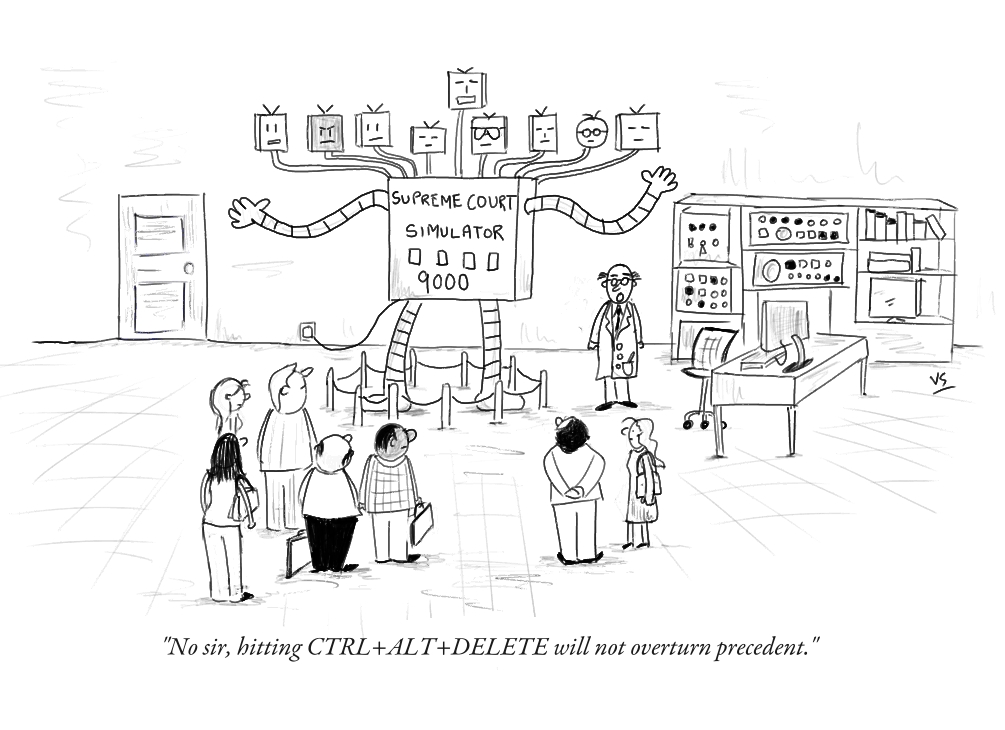 SUPREME COURT
SIMULATOR
9000
VS
"No sir, hitting CTRL+ALT+DELETE will not overturn precedent."